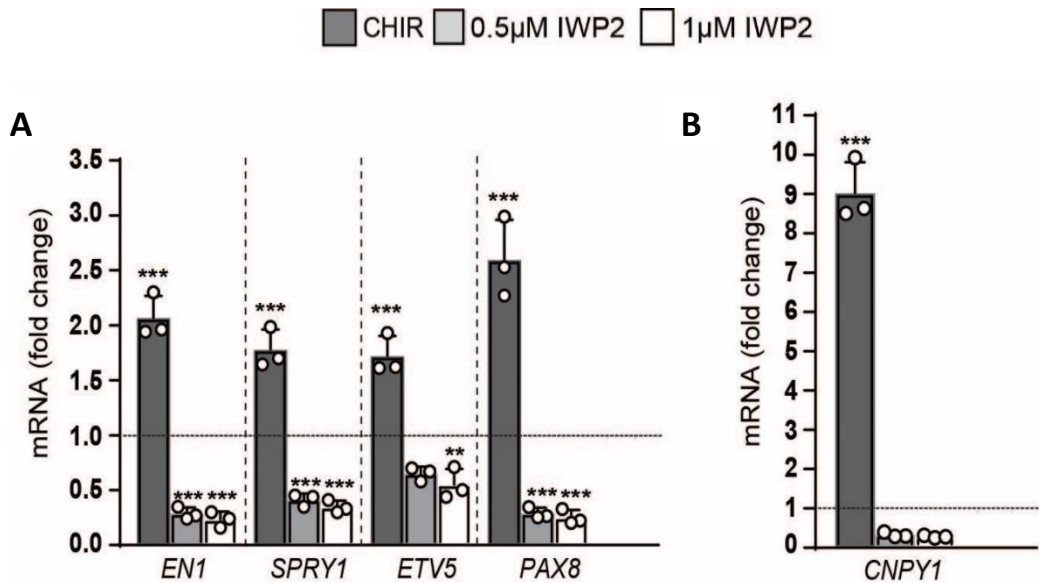 CHIR 0.5µM IWP2 1µM IWP2
A
mRNA (fold change)
3.5
3.0
2.5
2.0
1.5
1.0
0.5
0.0
*** *** ***
*** *** ***
*** **
*** *** ***
EN1 SPRY1 ETV5 PAX8
B
mRNA (fold change)
11
10
9
8
7
6
5
4
3
2
1
0
***
CNPY1